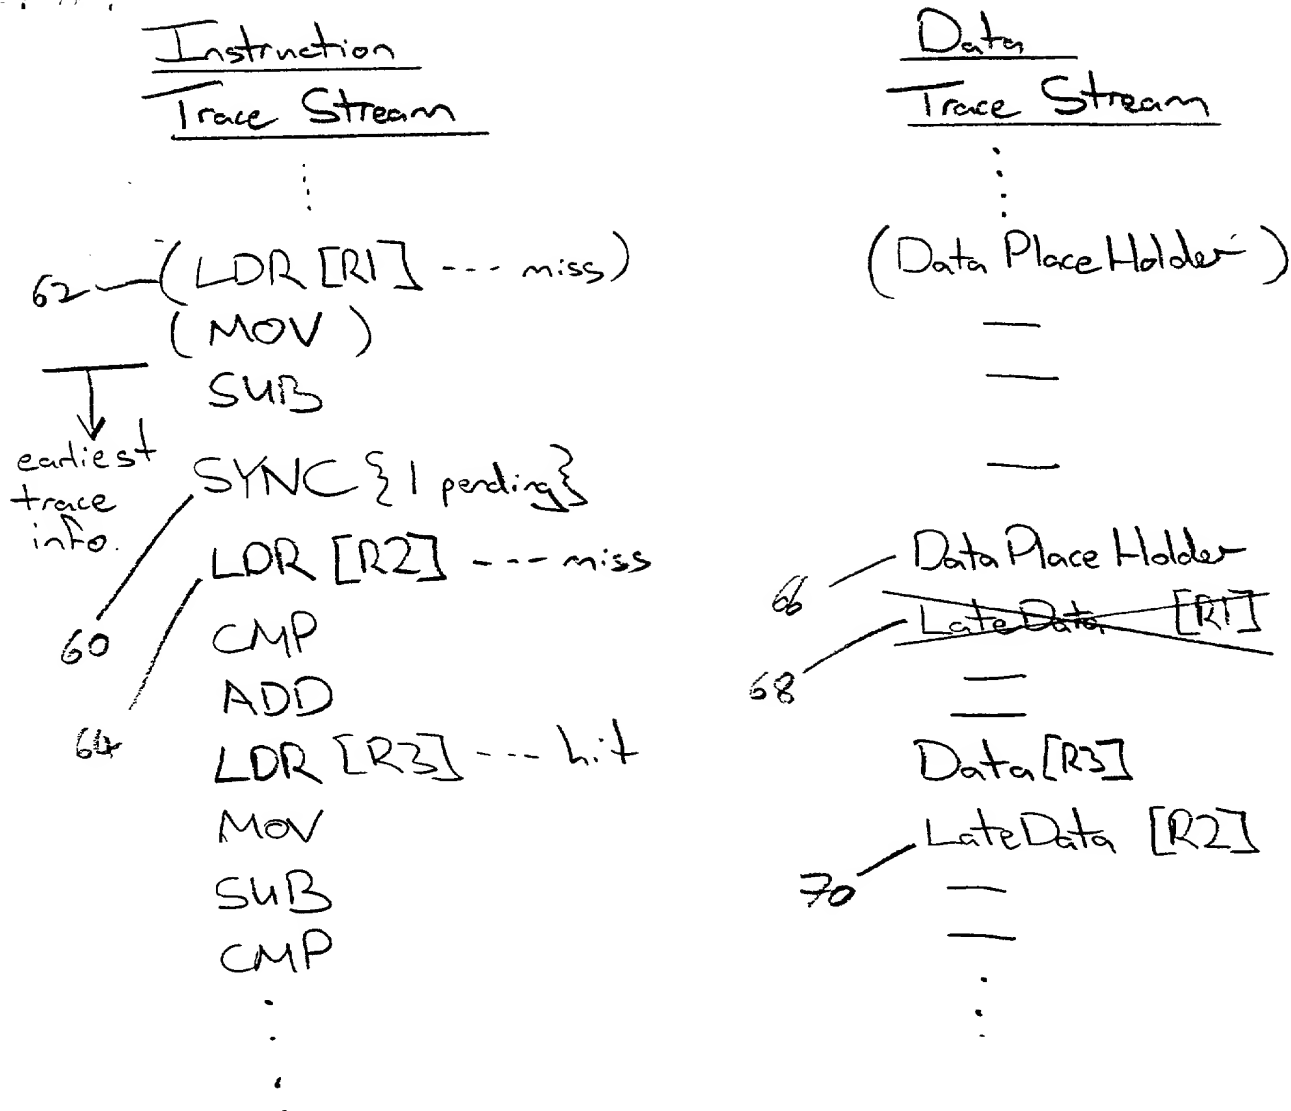 Instruction
Trace Stream
Data
Trace Stream
62 (LDR [R1] --- miss)
(Data PlaceHolder)
(MOV)
SUB
earliest
trace
info.
SYNC {1 pending}
60
LDR [R2] --- miss
64
Data Place Holder
66
CMP
LateData [R1]
68
ADD
LDR [R3] --- hit
Data [R3]
MOV
LateData [R2]
70
SUB
CMP